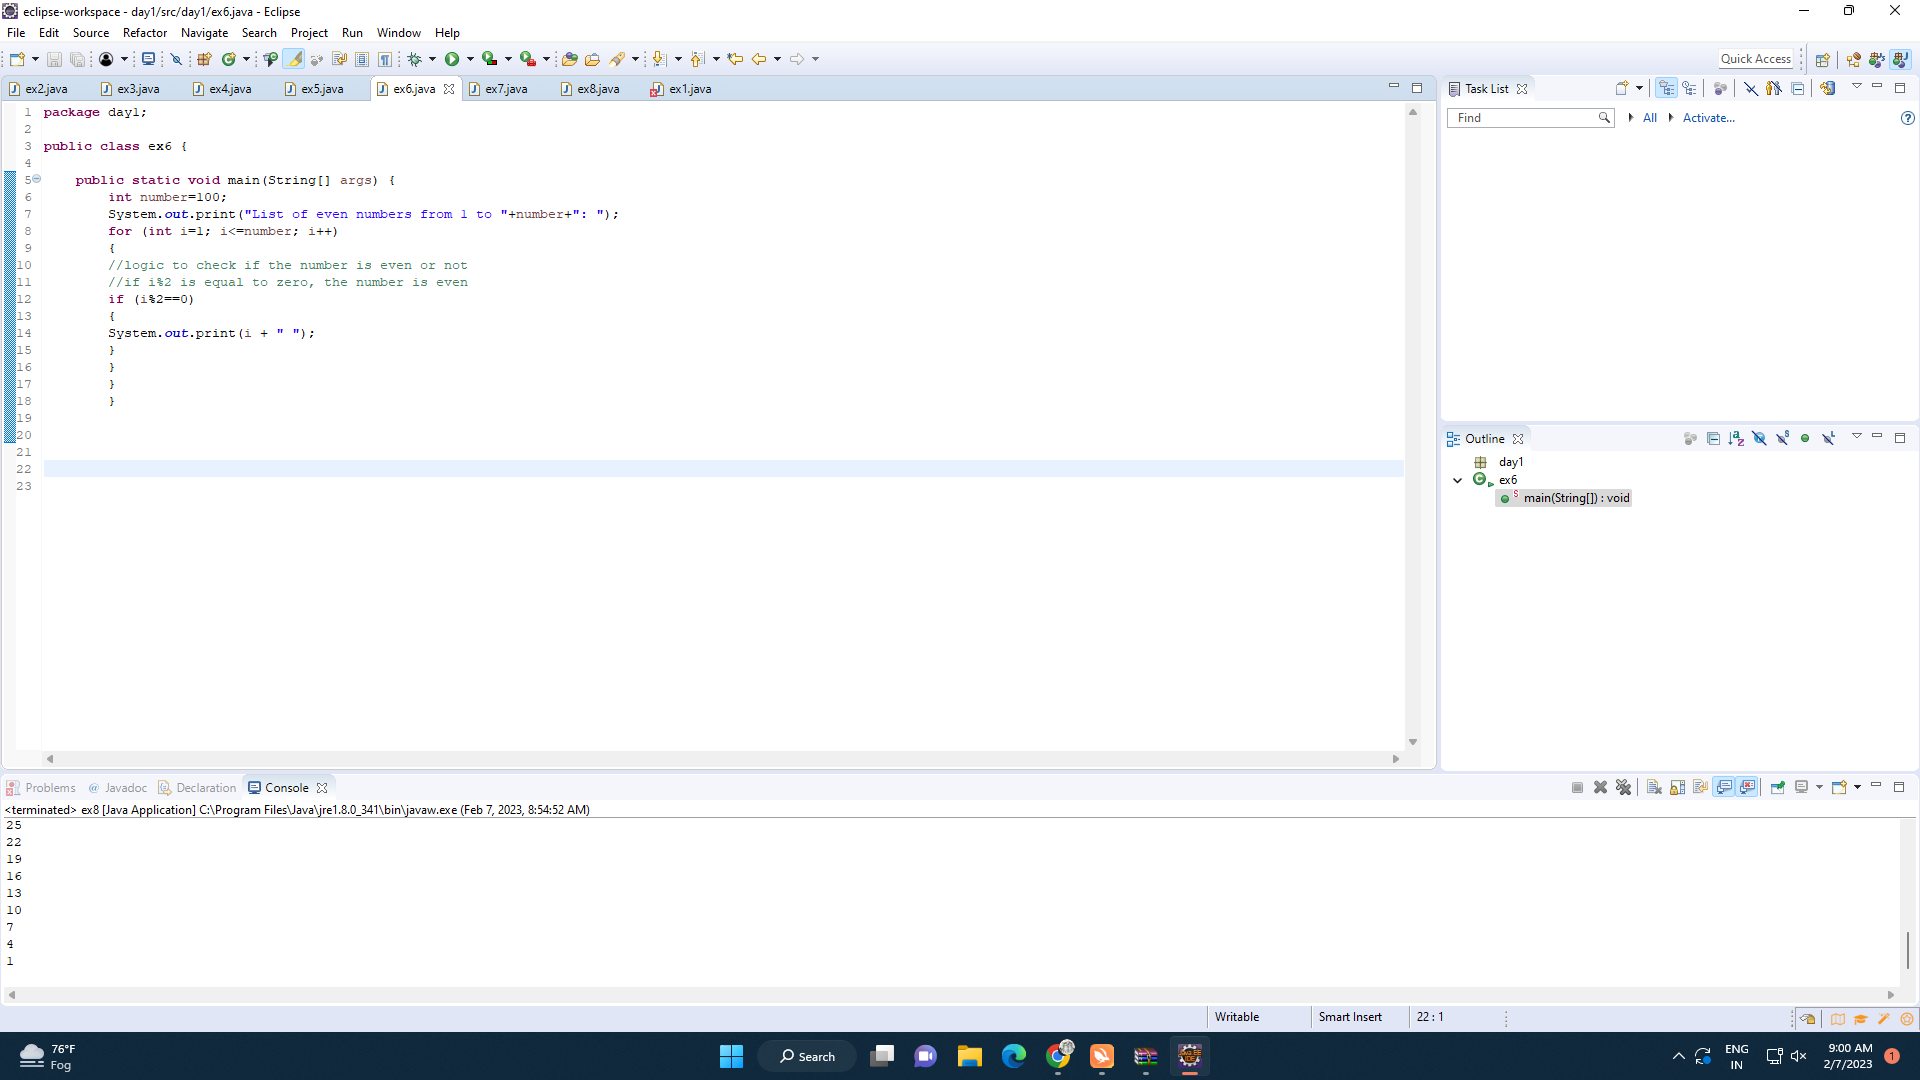 eclipse-workspace - day1/src/day1/ex6.java - Eclipse
File Edit Source Refactor Navigate Search Project Run Window Help
Quick Access
ex2.java ex3.java ex4.java ex5.java ex6.java ex7.java ex8.java ex1.java
Task List
Find All Activate...
1 package day1;
2
3 public class ex6 {
4
5 public static void main(String[] args) {
6 int number=100;
7 System.out.print("List of even numbers from 1 to "+number+": ");
8 for (int i=1; i<=number; i++)
9 {
10 //logic to check if the number is even or not
11 //if i%2 is equal to zero, the number is even
12 if (i%2==0)
13 {
14 System.out.print(i + " ");
15 }
16 }
17 }
18 }
19
20
21
22
23
Outline
day1
ex6
main(String[]) : void
Problems @ Javadoc Declaration Console
<terminated> ex8 [Java Application] C:\Program Files\Java\jre1.8.0_341\bin\javaw.exe (Feb 7, 2023, 8:54:52 AM)
25
22
19
16
13
10
7
4
1
Writable Smart Insert 22 : 1
76°F
Fog
Search
ENG
IN
9:00 AM
2/7/2023
1